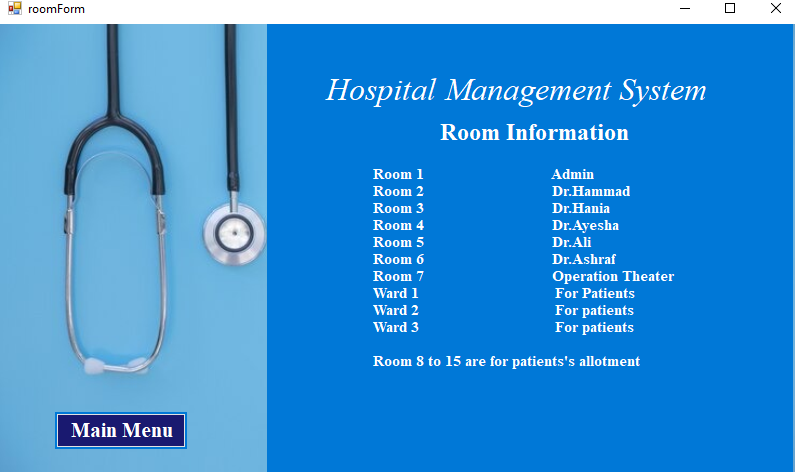 roomForm
Hospital Management System
Room Information
Room 1 Admin
Room 2 Dr.Hammad
Room 3 Dr.Hania
Room 4 Dr.Ayesha
Room 5 Dr.Ali
Room 6 Dr.Ashraf
Room 7 Operation Theater
Ward 1 For Patients
Ward 2 For patients
Ward 3 For patients
Room 8 to 15 are for patients's allotment
Main Menu